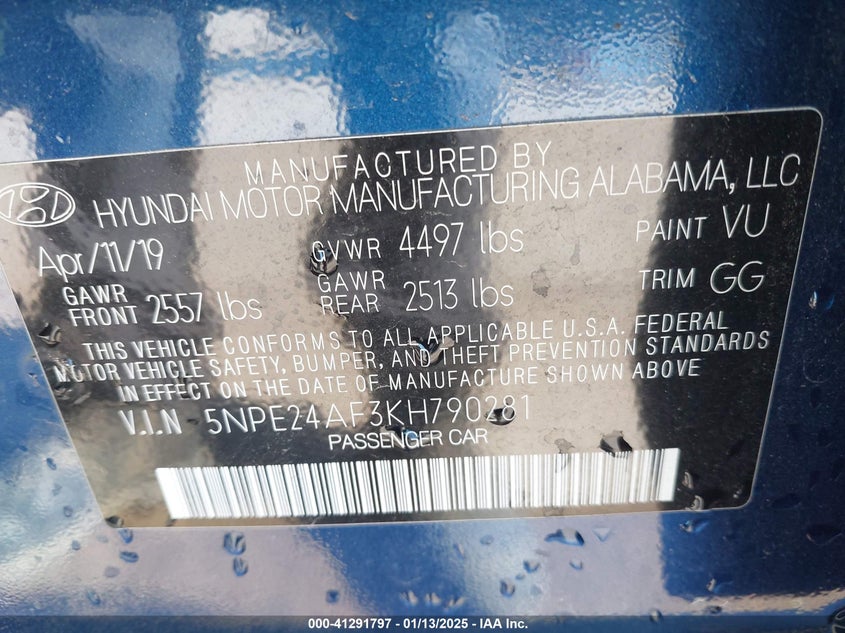 MANUFACTURED BY
HYUNDAI MOTOR MANUFACTURING ALABAMA, LLC
Apr/11/19 GVWR 4497 lbs PAINT VU
GAWR FRONT 2557 lbs GAWR REAR 2513 lbs TRIM GG
THIS VEHICLE CONFORMS TO ALL APPLICABLE U.S.A. FEDERAL
MOTOR VEHICLE SAFETY, BUMPER, AND THEFT PREVENTION STANDARDS
IN EFFECT ON THE DATE OF MANUFACTURE SHOWN ABOVE
V.I.N 5NPE24AF3KH790281
PASSENGER CAR
000-41291797 - 01/13/2025 - IAA Inc.